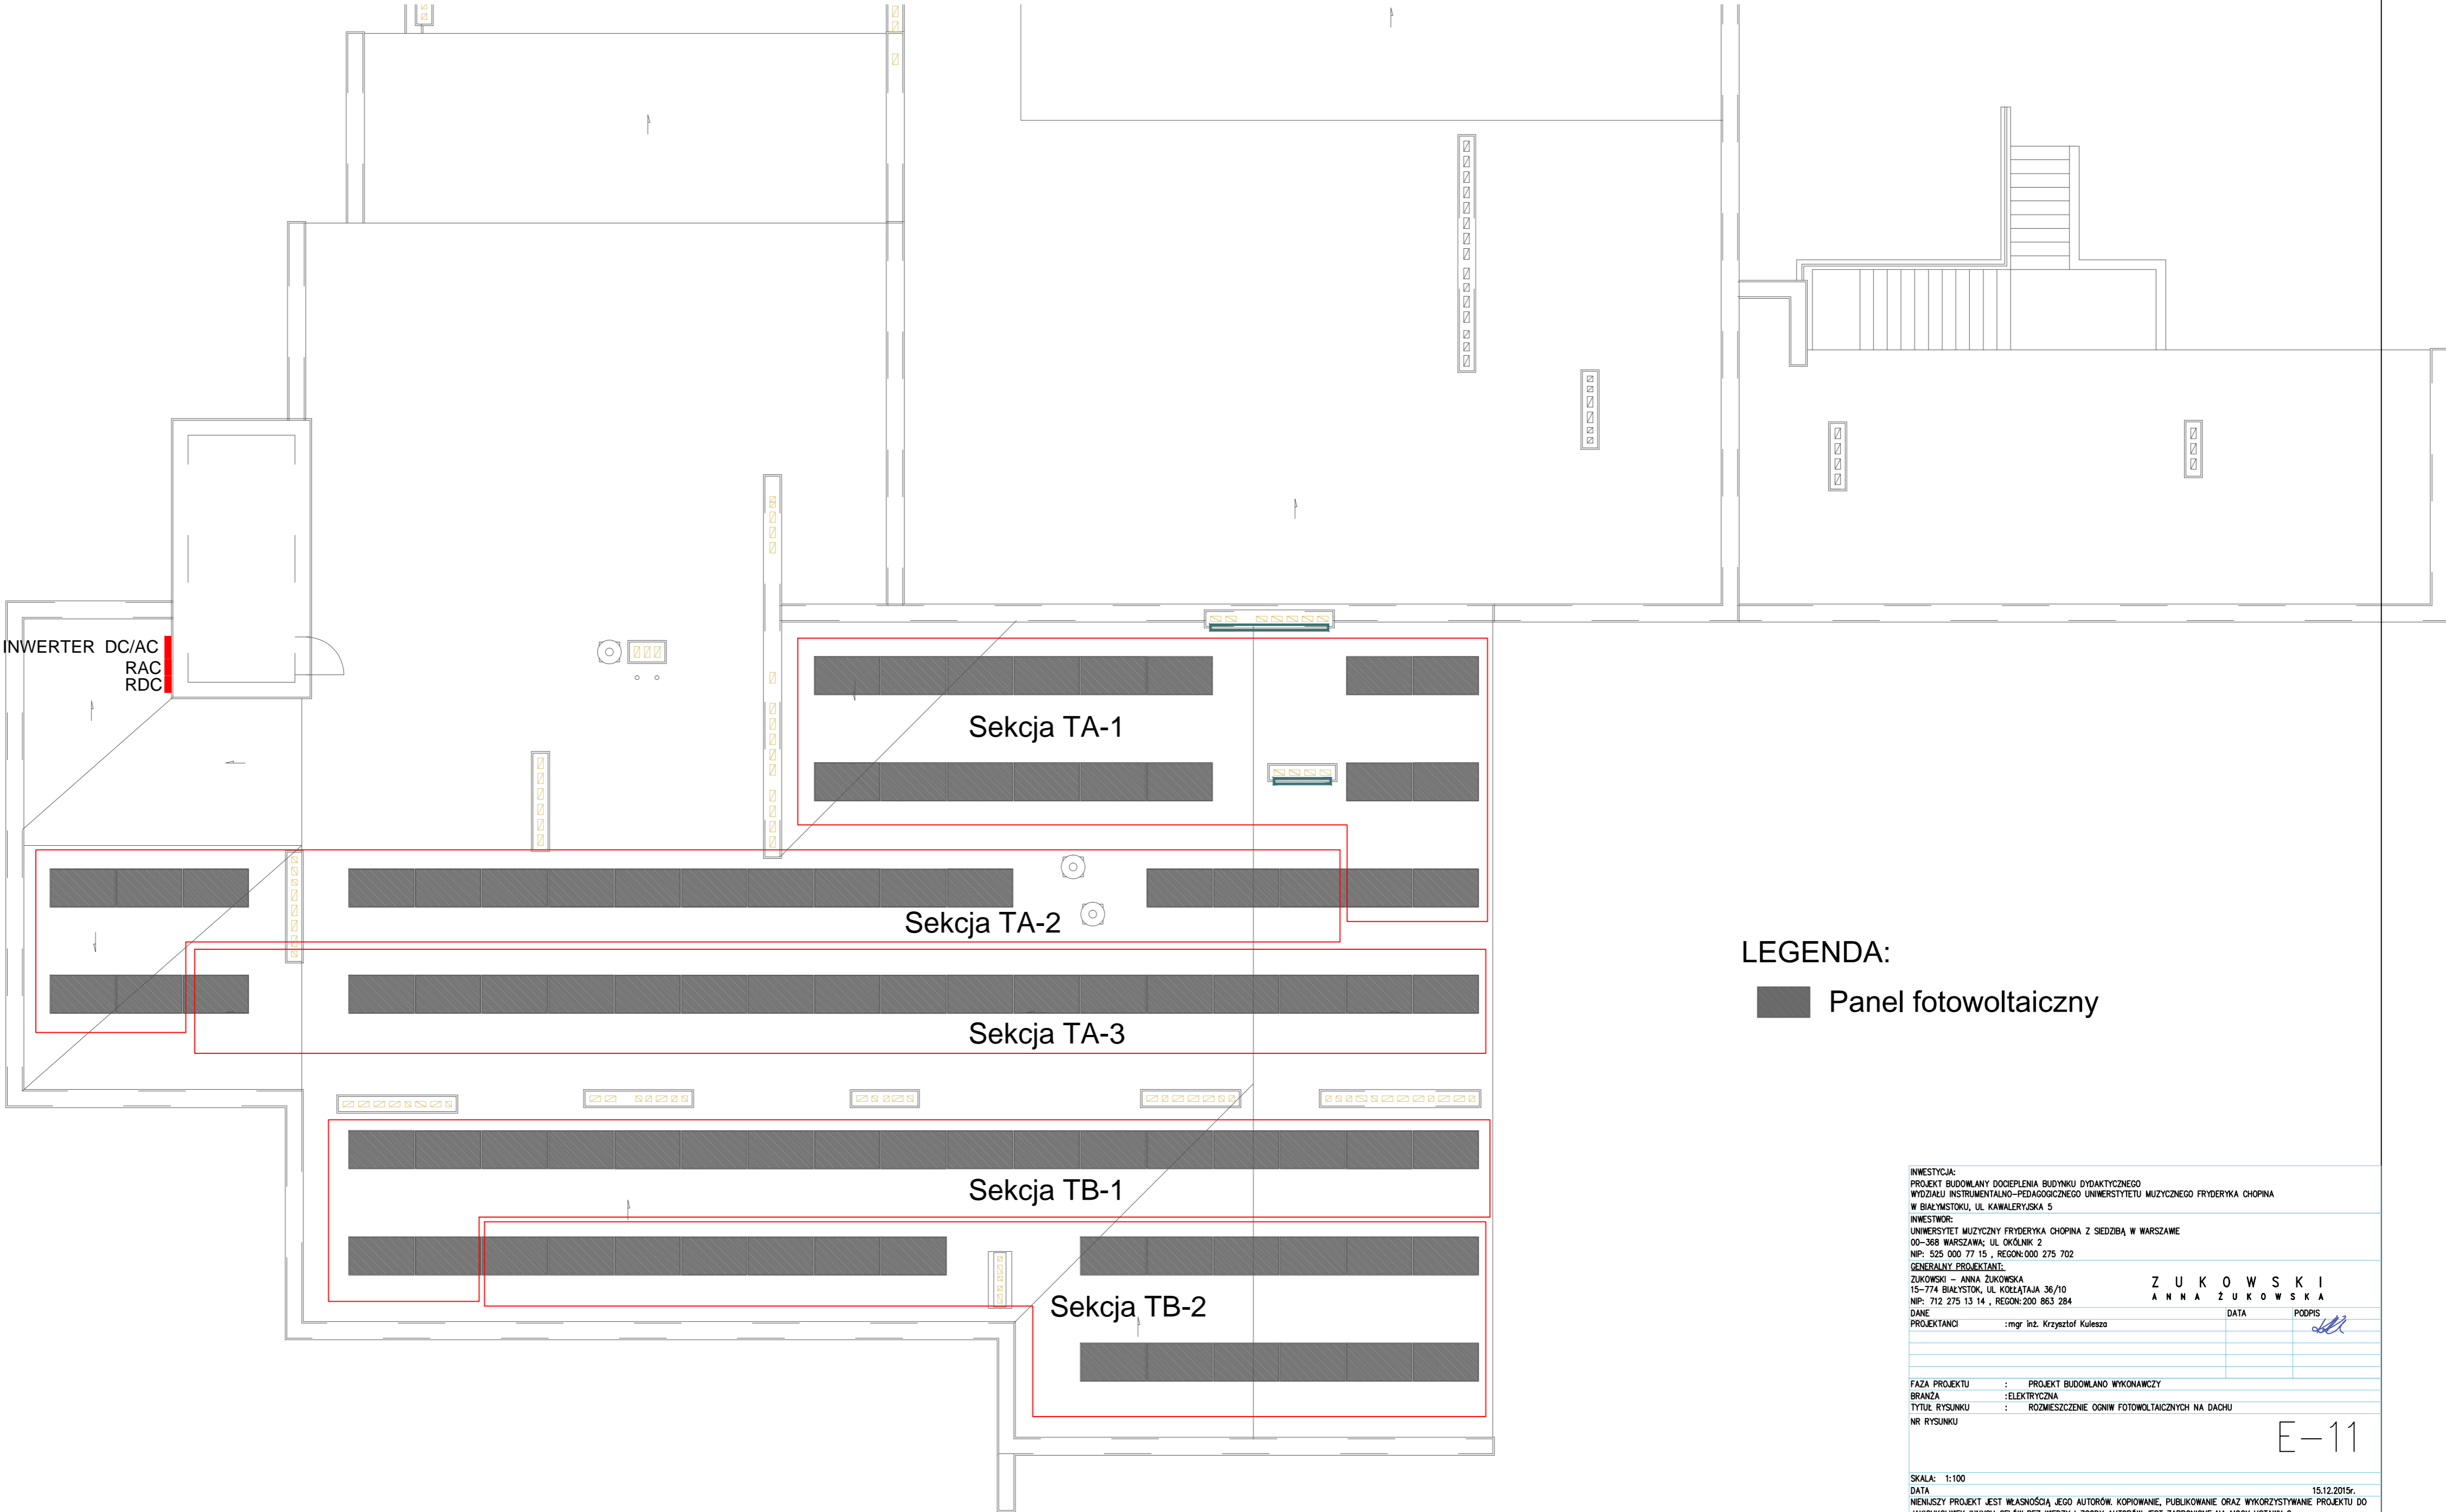 INWERTER DC/AC
RAC
RDC
Sekcja TA-1
Sekcja TA-2
Sekcja TA-3
Sekcja TB-1
Sekcja TB-2
LEGENDA:
Panel fotowoltaiczny
INWESTYCJA:
PROJEKT BUDOWLANY DOCIEPLENIA BUDYNKU DYDAKTYCZNEGO
WYDZIAŁU INSTRUMENTALNO-PEDAGOGICZNEGO UNIWERSTYTETU MUZYCZNEGO FRYDERYKA CHOPINA
W BIAŁYMSTOKU, UL KAWALERYJSKA 5
INWESTWOR:
UNIWERSYTET MUZYCZNY FRYDERYKA CHOPINA Z SIEDZIBĄ W WARSZAWIE
00-368 WARSZAWA; UL OKÓLNIK 2
NIP: 525 000 77 15 , REGON:000 275 702
GENERALNY PROJEKTANT:
ZUKOWSKI - ANNA ŻUKOWSKA
15-774 BIAŁYSTOK, UL KOŁŁĄTAJA 36/10
NIP: 712 275 13 14 , REGON:200 863 284
Z U K O W S K I
A N N A Ż U K O W S K A
DANE DATA PODPIS
PROJEKTANCI :mgr inż. Krzysztof Kulesza
FAZA PROJEKTU : PROJEKT BUDOWLANO WYKONAWCZY
BRANŻA :ELEKTRYCZNA
TYTUŁ RYSUNKU : ROZMIESZCZENIE OGNIW FOTOWOLTAICZNYCH NA DACHU
NR RYSUNKU
E-11
SKALA: 1:100
DATA 15.12.2015r.
NIENIJSZY PROJEKT JEST WŁASNOŚCIĄ JEGO AUTORÓW. KOPIOWANIE, PUBLIKOWANIE ORAZ WYKORZYSTYWANIE PROJEKTU DO